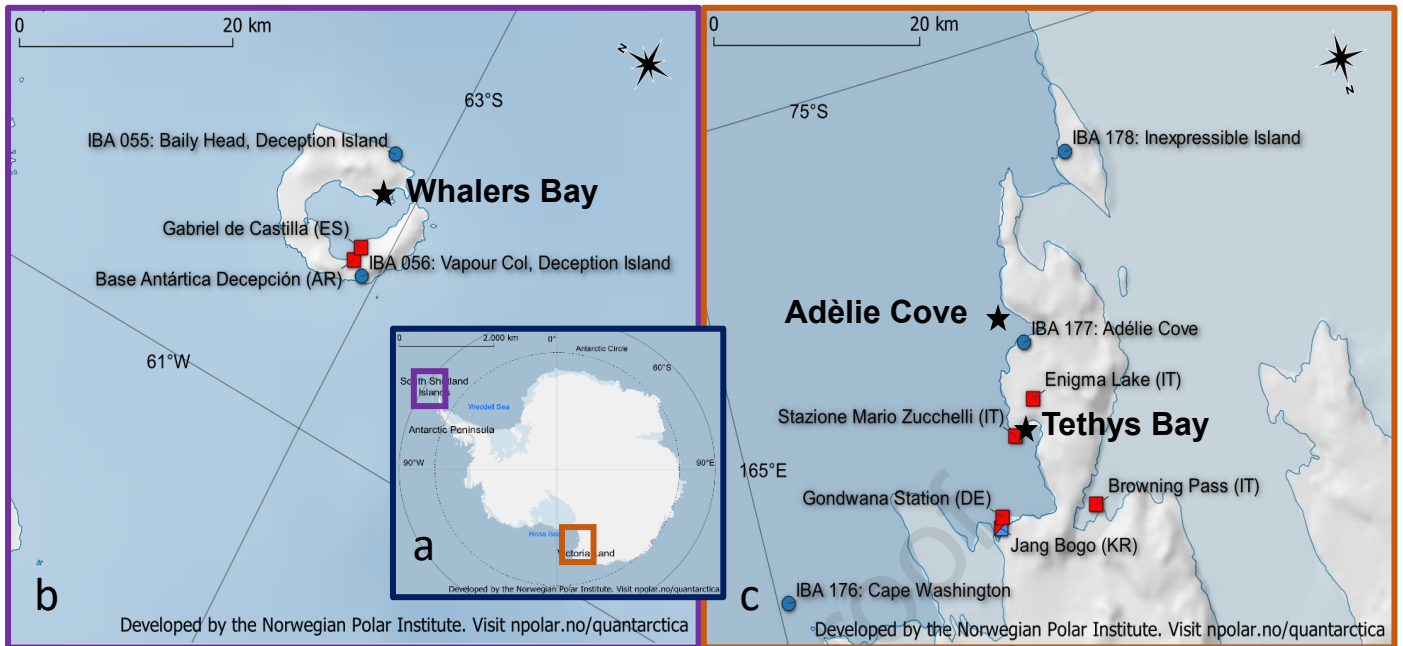 0 20 km
N
63°S
IBA 055: Baily Head, Deception Island
Whalers Bay
Gabriel de Castilla (ES)
IBA 056: Vapour Col, Deception Island
Base Antártica Decepción (AR)
61°W
b
Developed by the Norwegian Polar Institute. Visit npolar.no/quantarctica
0 2.000 km
0°
Antarctic Circle
60°S
South Shetland
Islands
Weddell Sea
Antarctic Peninsula
90°W
90°E
Ross Sea
Victoria Land
a
Developed by the Norwegian Polar Institute. Visit npolar.no/quantarctica
0 20 km
N
75°S
IBA 178: Inexpressible Island
Adèlie Cove
IBA 177: Adélie Cove
Enigma Lake (IT)
Stazione Mario Zucchelli (IT)
Tethys Bay
165°E
Browning Pass (IT)
Gondwana Station (DE)
Jang Bogo (KR)
IBA 176: Cape Washington
c
Developed by the Norwegian Polar Institute. Visit npolar.no/quantarctica